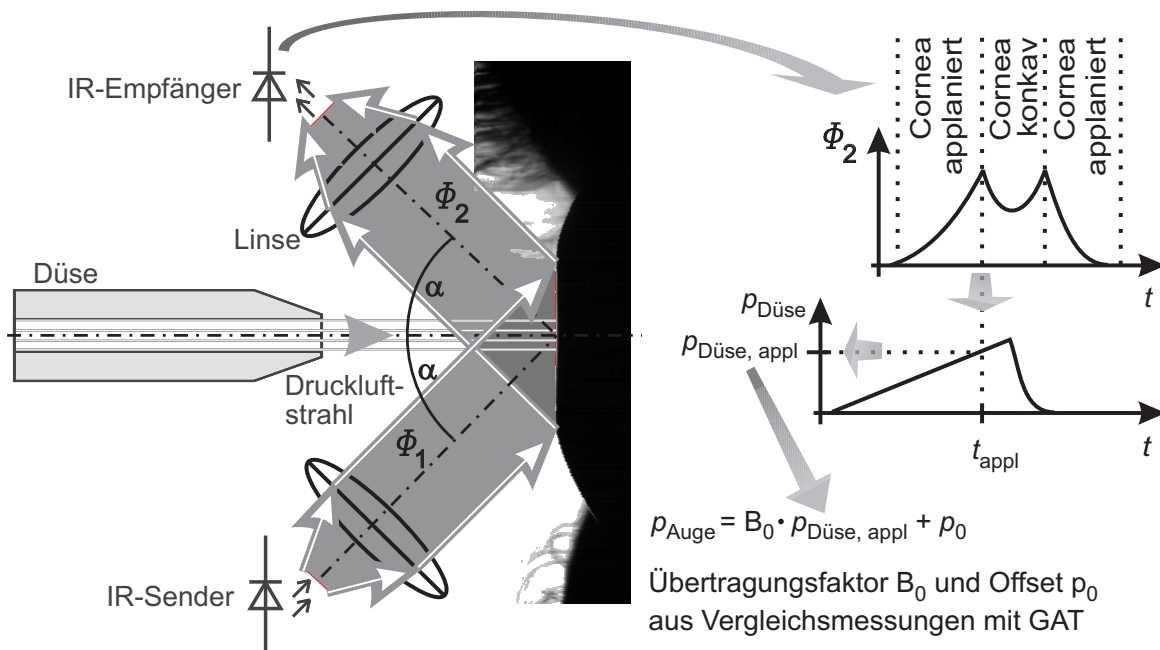 IR-Empfänger
Φ2
Linse
Düse
α
α
Druckluft-
strahl
Φ1
IR-Sender
Cornea
applaniert
Cornea
konkav
Cornea
applaniert
Φ2
t
pDüse
pDüse, appl
tappl
t
pAuge = B0 · pDüse, appl + p0
Übertragungsfaktor B0 und Offset p0
aus Vergleichsmessungen mit GAT